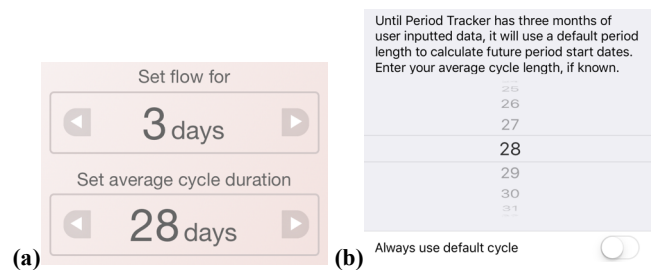 Set flow for
3 days
Set average cycle duration
28 days
(a)
Until Period Tracker has three months of
user inputted data, it will use a default period
length to calculate future period start dates.
Enter your average cycle length, if known.
25
26
27
28
29
30
31
Always use default cycle
(b)